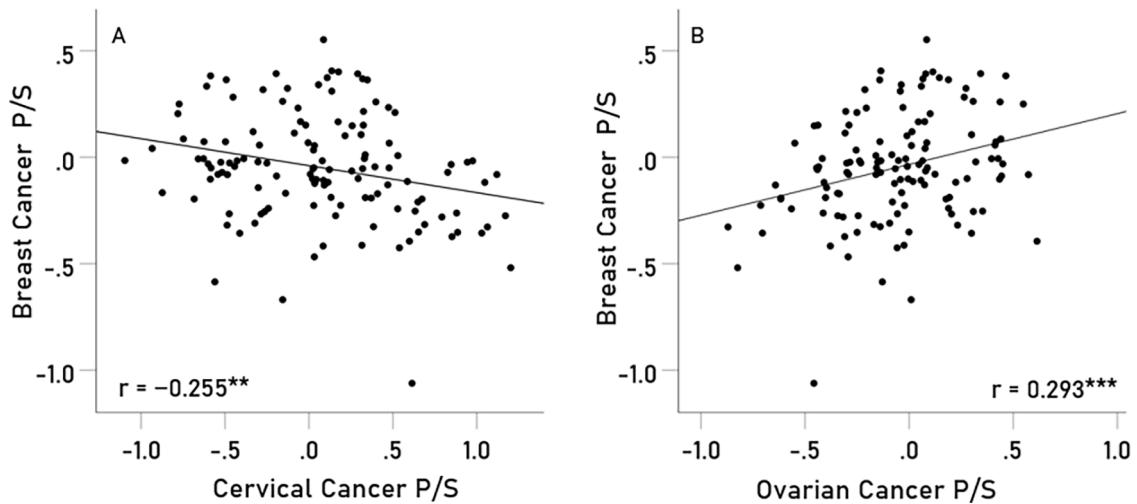 A
Breast Cancer P/S
.5
.0
-.5
-1.0
r = −0.255**
-1.0 -.5 .0 .5 1.0
Cervical Cancer P/S
B
Breast Cancer P/S
.5
.0
-.5
-1.0
r = 0.293***
-1.0 -.5 .0 .5 1.0
Ovarian Cancer P/S